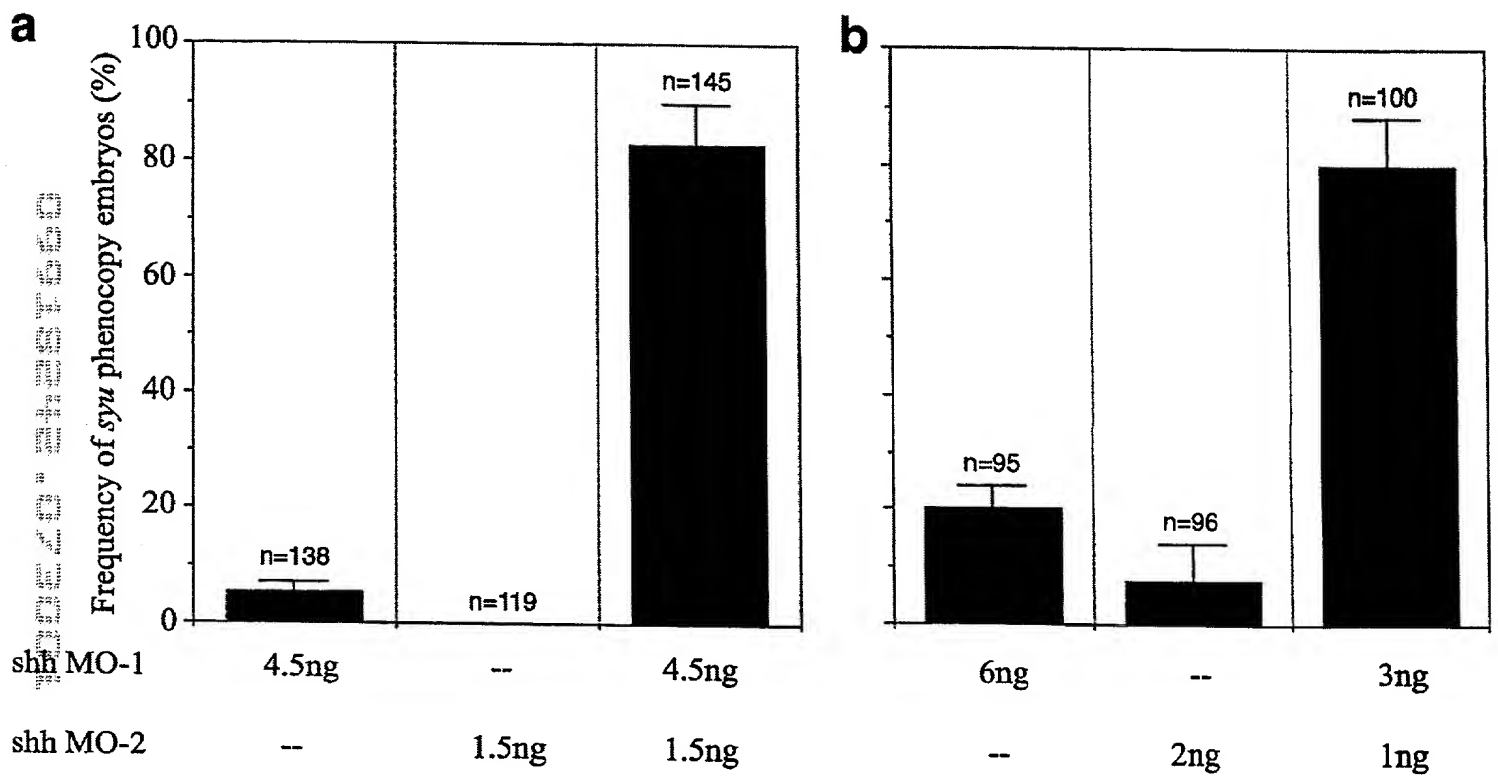 a
b
Frequency of syu phenocopy embryos (%)
100
80
60
40
20
0
n=138
n=119
n=145
n=95
n=96
n=100
shh MO-1 4.5ng -- 4.5ng 6ng -- 3ng
shh MO-2 -- 1.5ng 1.5ng -- 2ng 1ng